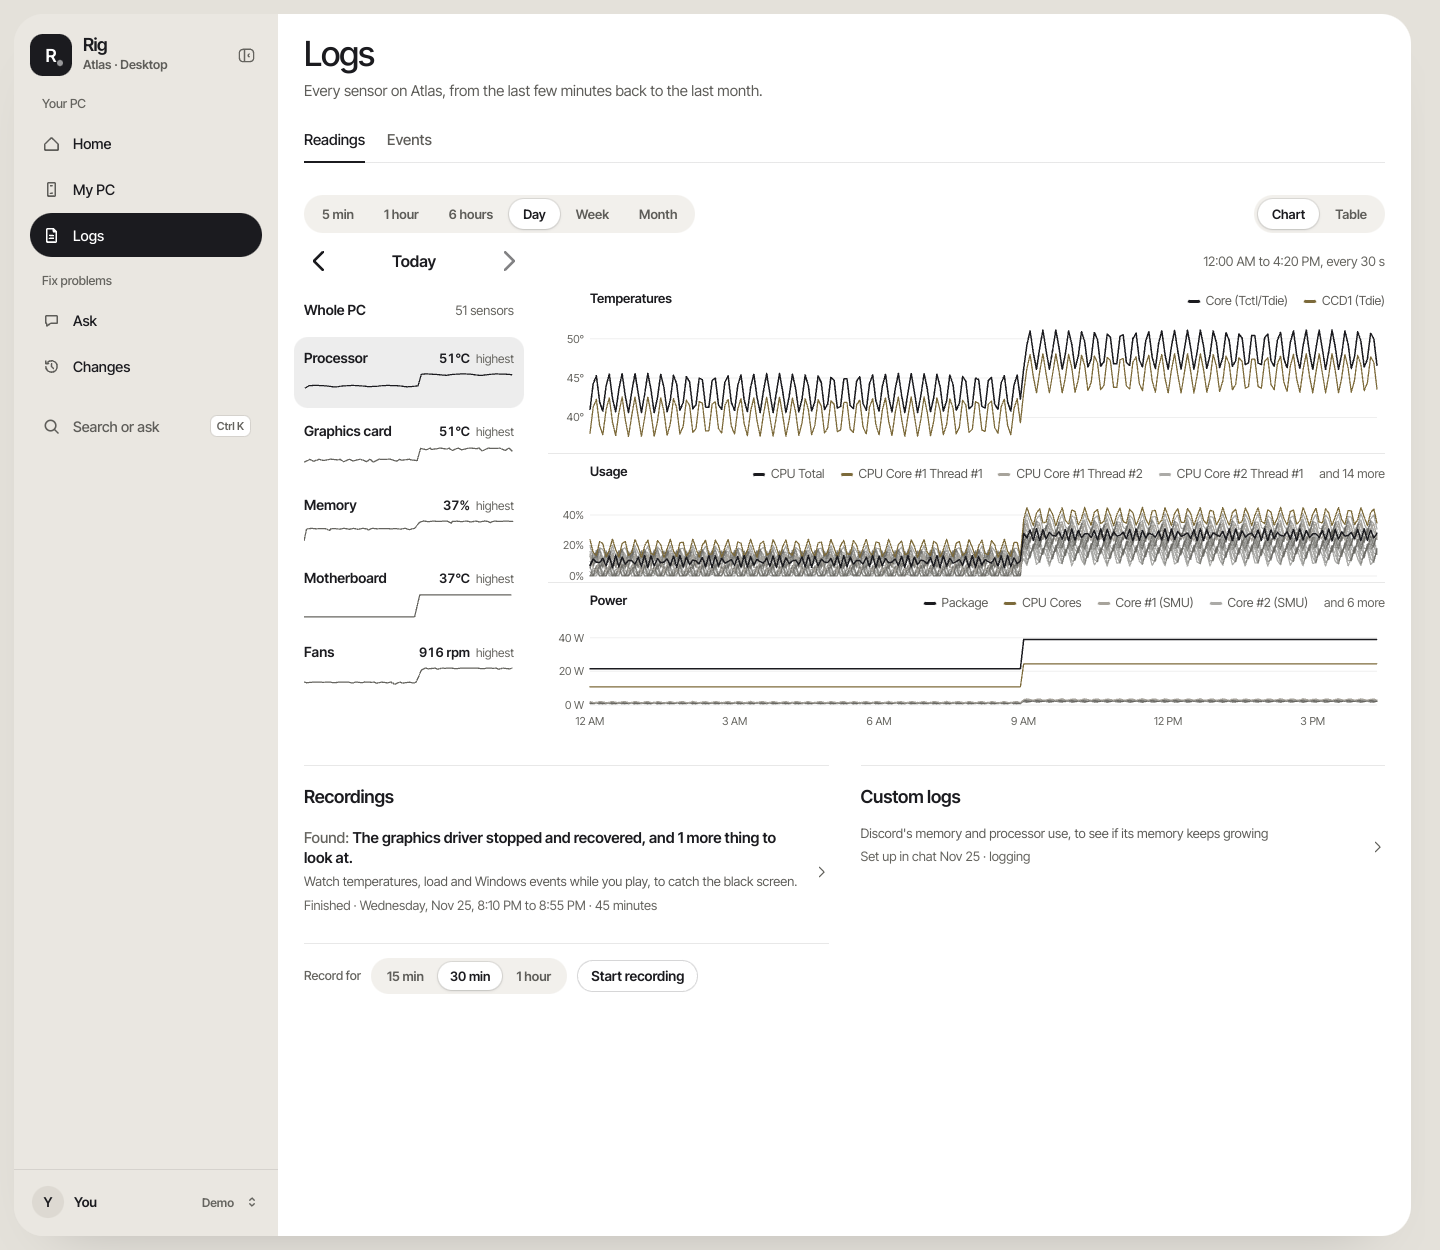 R.
Rig
Atlas · Desktop
Your PC
Home
My PC
Logs
Fix problems
Ask
Changes
Search or ask
Ctrl K
Y
You
Demo
Logs
Every sensor on Atlas, from the last few minutes back to the last month.
Readings
Events
5 min
1 hour
6 hours
Day
Week
Month
Chart
Table
Today
12:00 AM to 4:20 PM, every 30 s
Whole PC
51 sensors
Processor
51°C highest
Graphics card
51°C highest
Memory
37% highest
Motherboard
37°C highest
Fans
916 rpm highest
Temperatures
Core (Tctl/Tdie)
CCD1 (Tdie)
50°
45°
40°
Usage
CPU Total
CPU Core #1 Thread #1
CPU Core #1 Thread #2
CPU Core #2 Thread #1
and 14 more
40%
20%
0%
Power
Package
CPU Cores
Core #1 (SMU)
Core #2 (SMU)
and 6 more
40 W
20 W
0 W
12 AM
3 AM
6 AM
9 AM
12 PM
3 PM
Recordings
Found: The graphics driver stopped and recovered, and 1 more thing to
look at.
Watch temperatures, load and Windows events while you play, to catch the black screen.
Finished · Wednesday, Nov 25, 8:10 PM to 8:55 PM · 45 minutes
Record for
15 min
30 min
1 hour
Start recording
Custom logs
Discord's memory and processor use, to see if its memory keeps growing
Set up in chat Nov 25 · logging